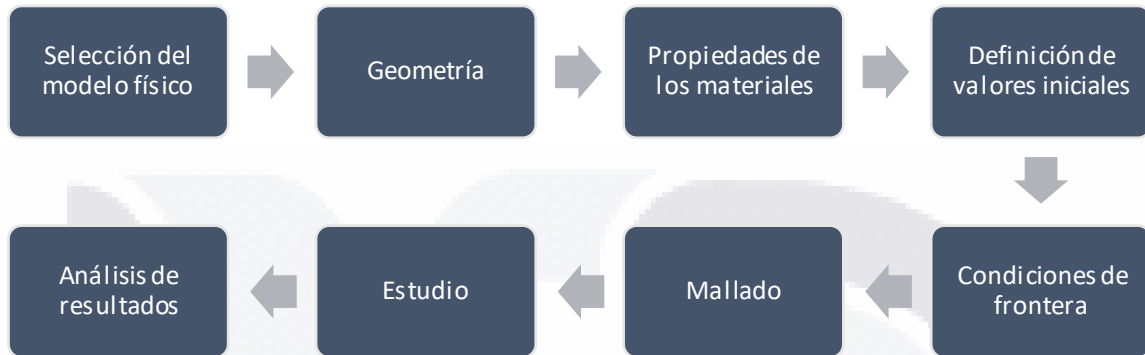 Selección del
modelo físico
Geometría
Propiedades de
los materiales
Definición de
valores iniciales
Condiciones de
frontera
Mallado
Estudio
Análisis de
resultados